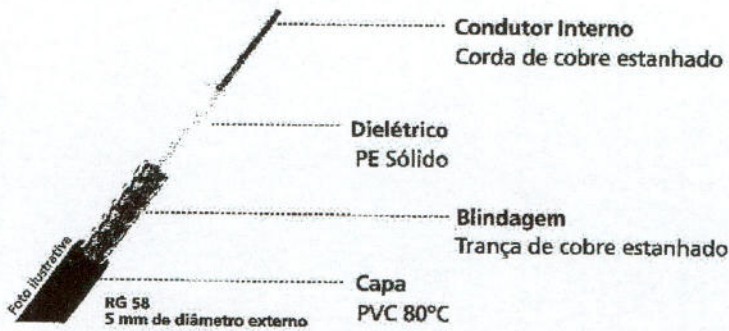 Condutor Interno
Corda de cobre estanhado
Dielétrico
PE Sólido
Blindagem
Trança de cobre estanhado
Capa
PVC 80°C
Foto ilustrativa
RG 58
5 mm de diâmetro externo